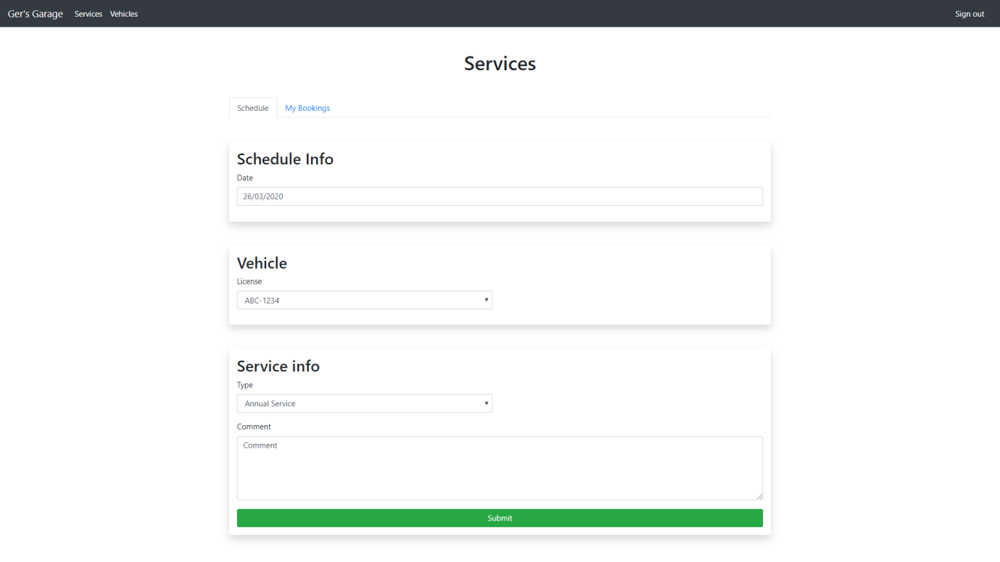 Ger's Garage Services Vehicles Sign out
Services
Schedule My Bookings
Schedule Info
Date
26/03/2020
Vehicle
License
ABC-1234
Service info
Type
Annual Service
Comment
Comment
Submit